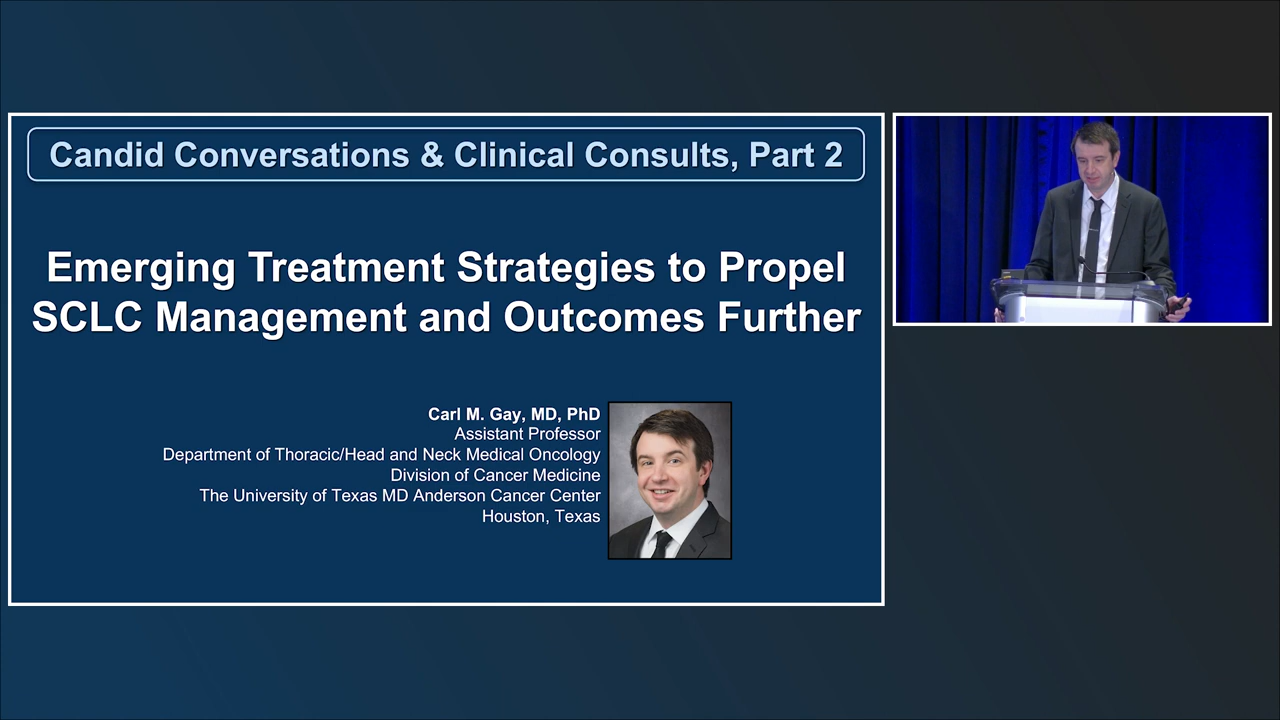 Candid Conversations & Clinical Consults, Part 2
Emerging Treatment Strategies to Propel
SCLC Management and Outcomes Further
Carl M. Gay, MD, PhD
Assistant Professor
Department of Thoracic/Head and Neck Medical Oncology
Division of Cancer Medicine
The University of Texas MD Anderson Cancer Center
Houston, Texas